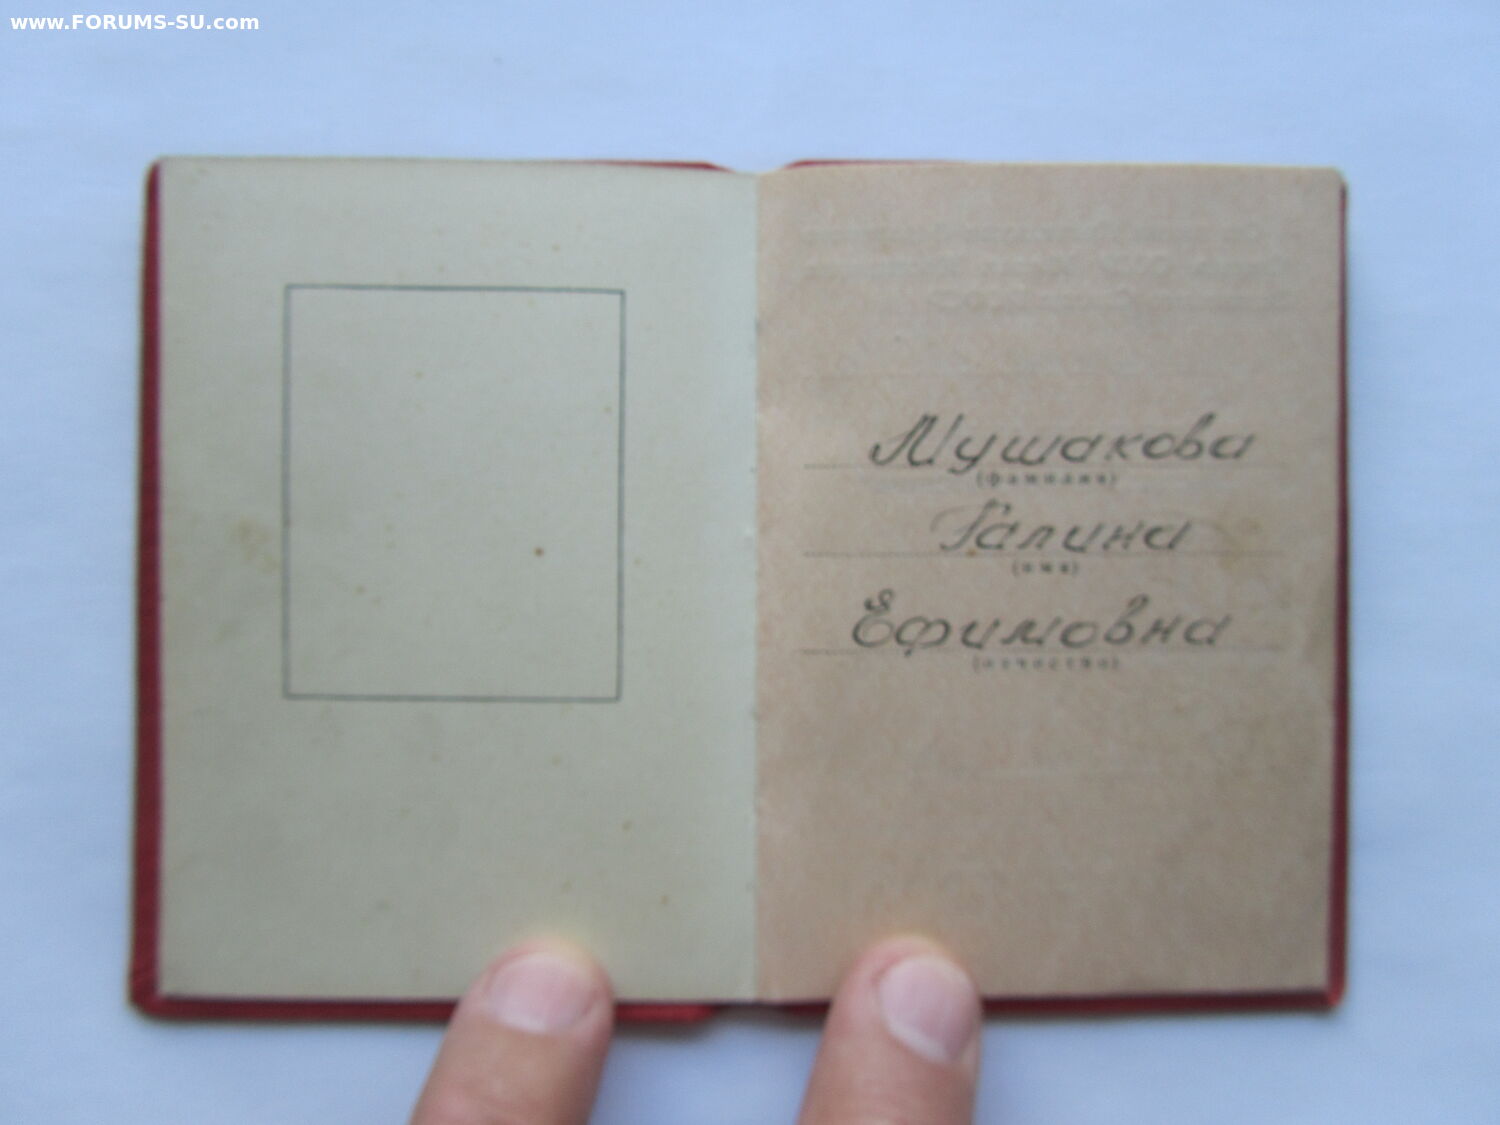 www.FORUMS-SU.com
Мушакова
(фамилия)
Галина
(имя)
Ефимовна
(отчество)